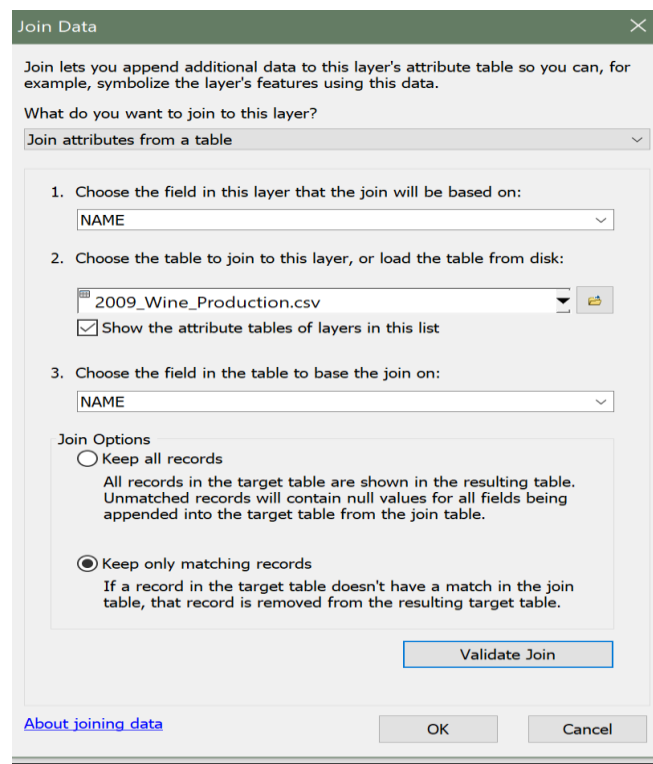 Join Data
Join lets you append additional data to this layer's attribute table so you can, for
example, symbolize the layer's features using this data.
What do you want to join to this layer?
Join attributes from a table
1. Choose the field in this layer that the join will be based on:
NAME
2. Choose the table to join to this layer, or load the table from disk:
2009_Wine_Production.csv
Show the attribute tables of layers in this list
3. Choose the field in the table to base the join on:
NAME
Join Options
Keep all records
All records in the target table are shown in the resulting table.
Unmatched records will contain null values for all fields being
appended into the target table from the join table.
Keep only matching records
If a record in the target table doesn't have a match in the join
table, that record is removed from the resulting target table.
Validate Join
About joining data
OK
Cancel